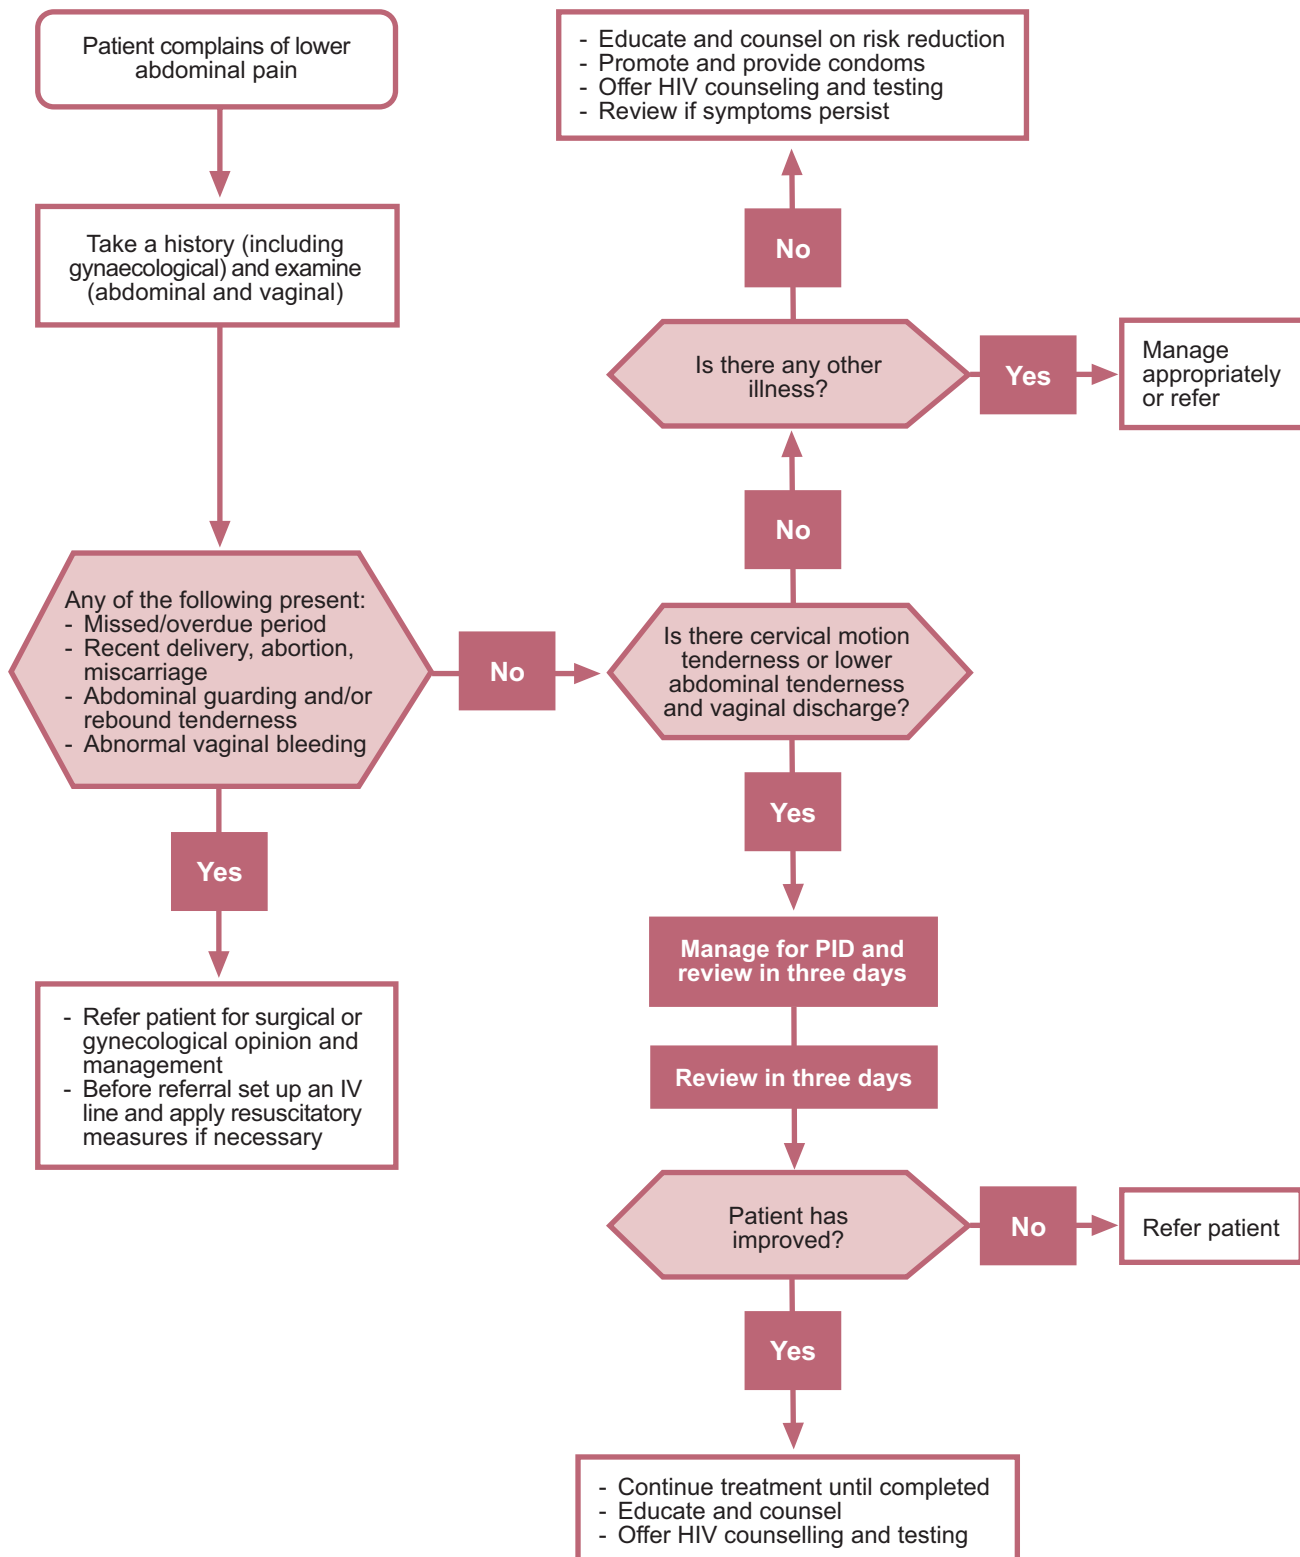 Patient complains of lower
abdominal pain
Take a history (including
gynaecological) and examine
(abdominal and vaginal)
Any of the following present:
- Missed/overdue period
- Recent delivery, abortion,
miscarriage
- Abdominal guarding and/or
rebound tenderness
- Abnormal vaginal bleeding
Yes
- Refer patient for surgical or
gynecological opinion and
management
- Before referral set up an IV
line and apply resuscitatory
measures if necessary
No
Is there cervical motion
tenderness or lower
abdominal tenderness
and vaginal discharge?
No
Is there any other
illness?
No
- Educate and counsel on risk reduction
- Promote and provide condoms
- Offer HIV counseling and testing
- Review if symptoms persist
Yes
Manage
appropriately
or refer
Yes
Manage for PID and
review in three days
Review in three days
Patient has
improved?
No
Refer patient
Yes
- Continue treatment until completed
- Educate and counsel
- Offer HIV counselling and testing